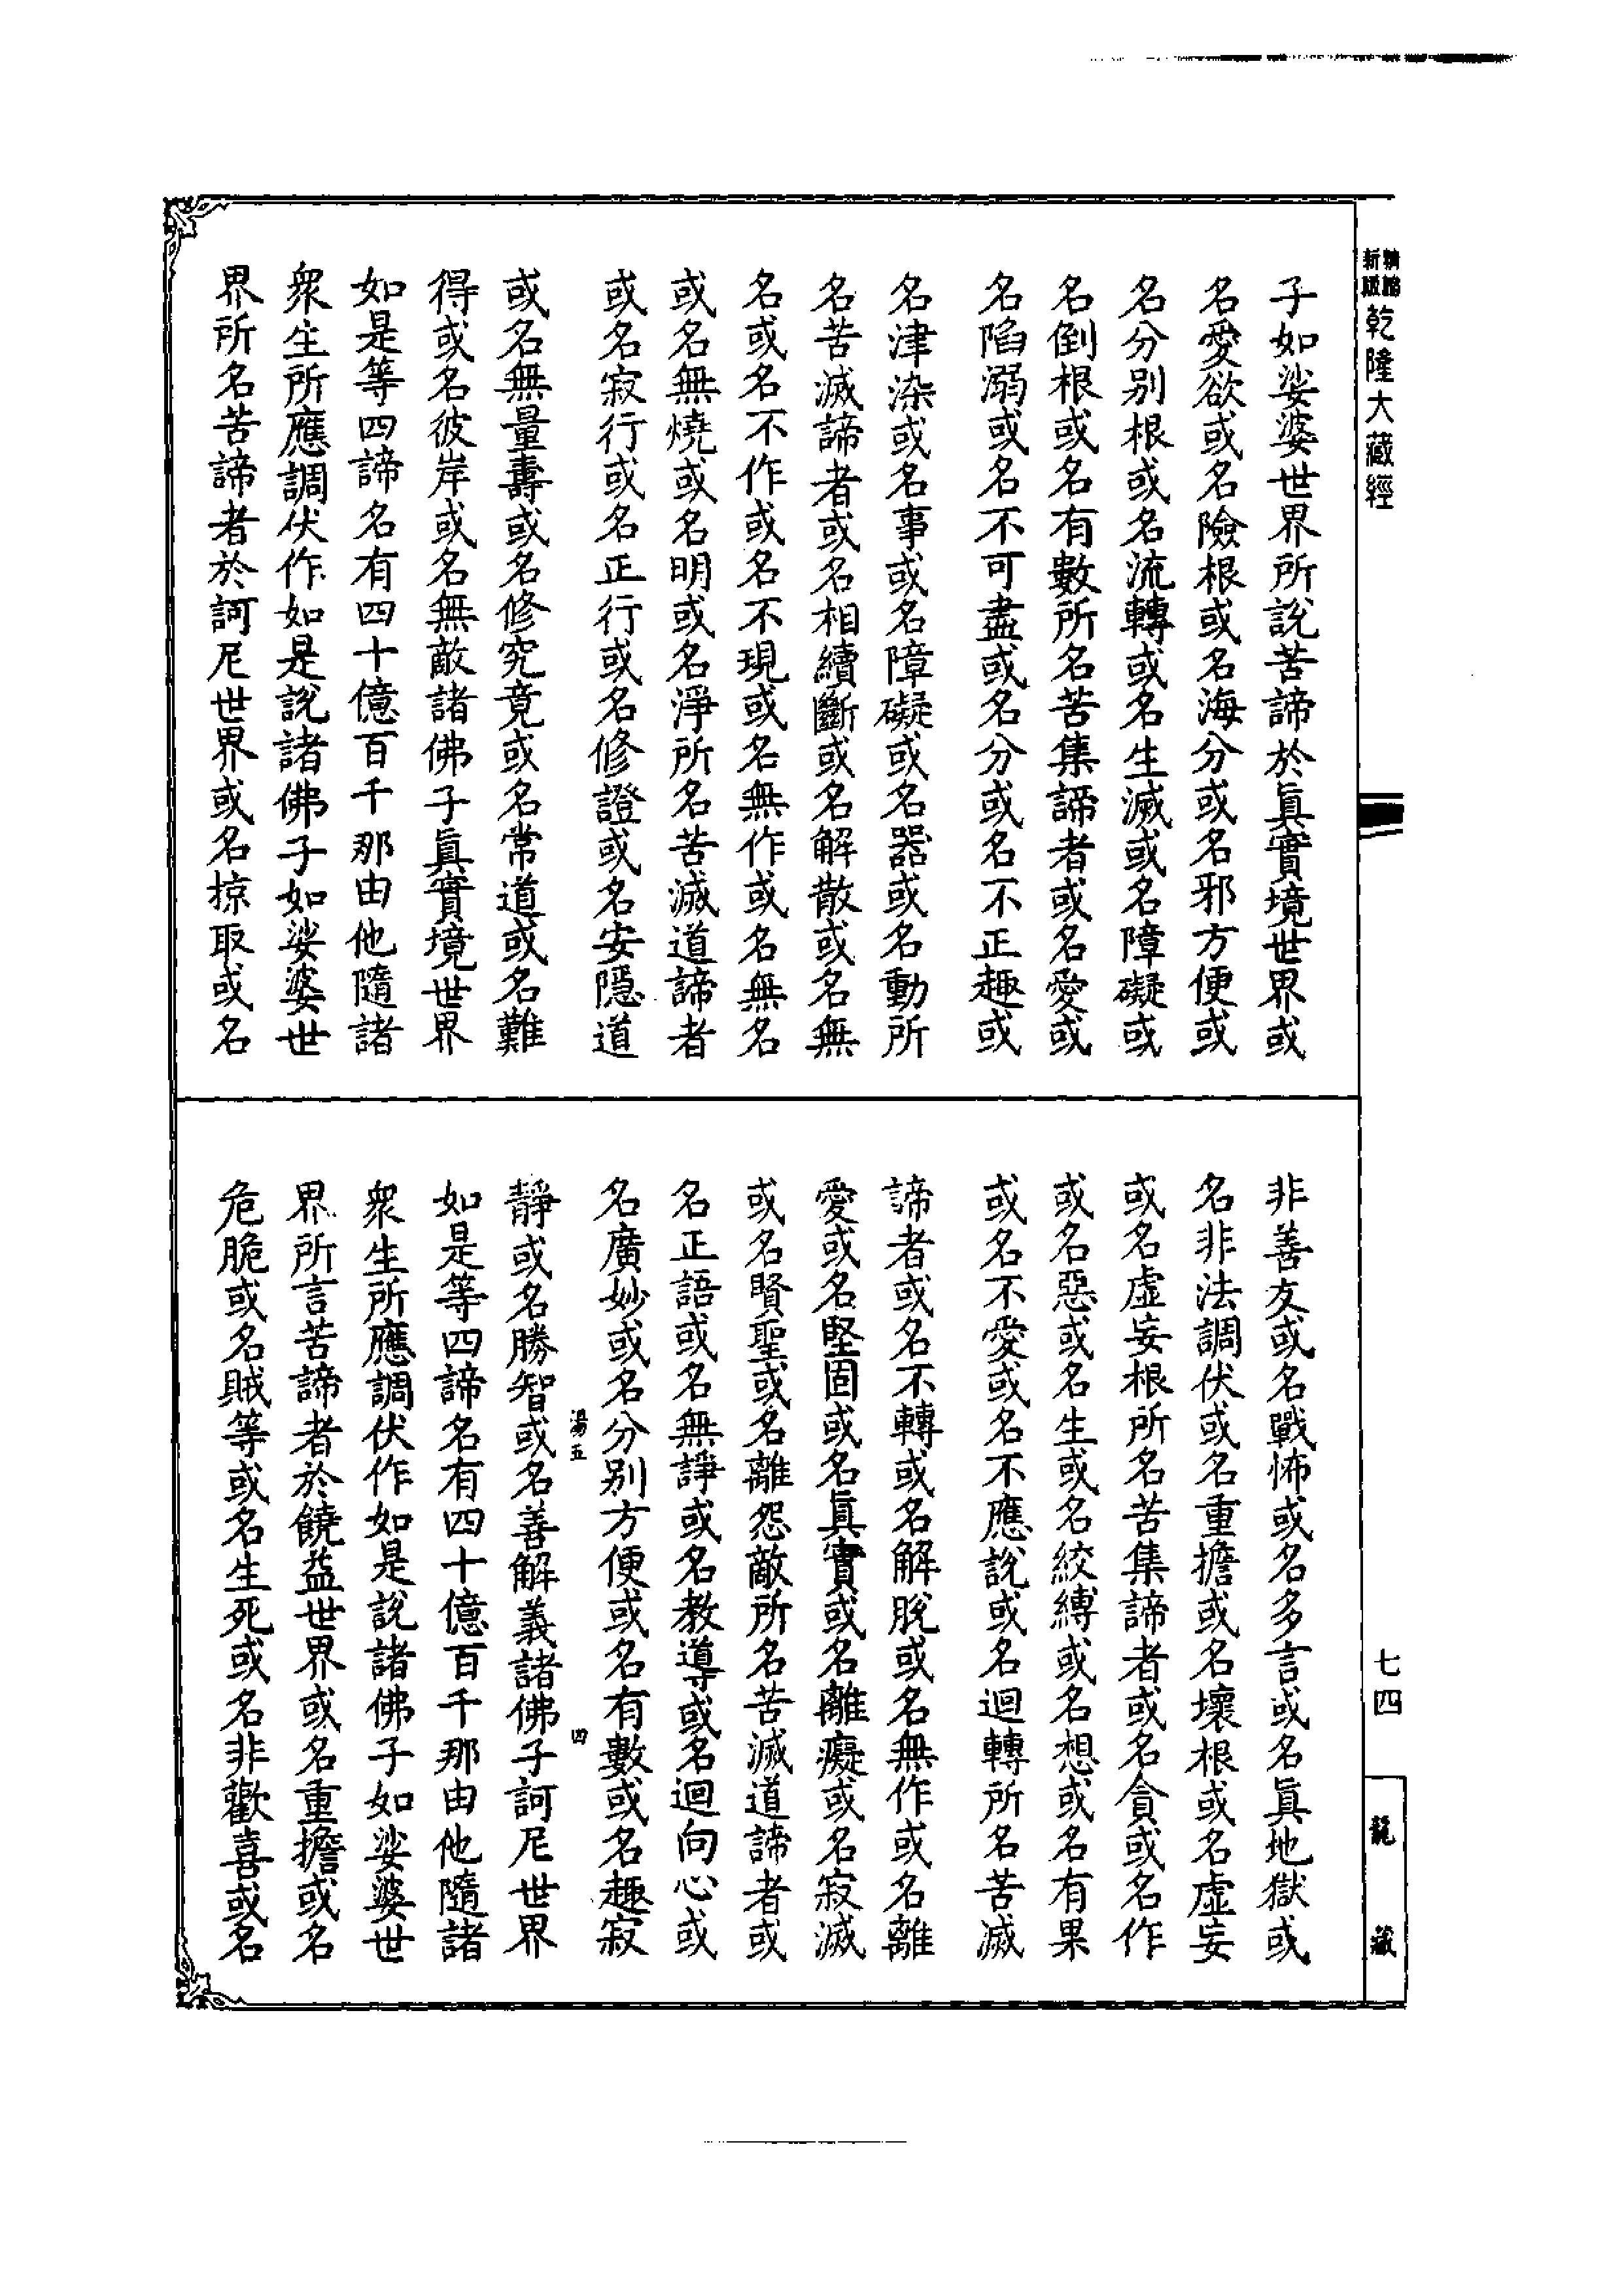 新版精縮
乾隆大藏經
子如娑婆世界所說苦諦於眞實境世界或
名愛欲或名險根或名海分或名邪方便或
名分别根或名流轉或名生滅或名障礙或
名倒根或名有數所名苦集諦者或名愛或
名陷溺或名不可盡或名分或名不正趣或
名津染或名事或名障礙或名器或名動所
名苦滅諦者或名相續斷或名解散或名無
名或名不作或名不現或名無作或名無名
或名無燒或名明或名淨所名苦滅道諦者
或名寂行或名正行或名修證或名安隱道
或名無量壽或名修究竟或名常道或名難
得或名彼岸或名無敵諸佛子眞實境世界
如是等四諦名有四十億百千那由他隨諸
衆生所應調伏作如是說諸佛子如娑婆世
界所名苦諦者於訶尼世界或名掠取或名
非善友或名戰怖或名多言或名眞地獄或
名非法調伏或名重擔或名壞根或名虛妄
或名虛妄根所名苦集諦者或名貪或名作
或名惡或名生或名絞縛或名想或名有果
或名不愛或名不應說或名迴轉所名苦滅
諦者或名不轉或名解脫或名無作或名離
愛或名堅固或名眞實或名離癡或名寂滅
或名賢聖或名離怨敵所名苦滅道諦者或
名正語或名無諍或名教導或名迴向心或
名廣妙或名分别方便或名有數或名趣寂
湯五
四
靜或名勝智或名善解義諸佛子訶尼世界
如是等四諦名有四十億百千那由他隨諸
衆生所應調伏作如是說諸佛子如娑婆世
界所言苦諦者於饒益世界或名重擔或名
危脆或名賊等或名生死或名非歡喜或名
七四
龍藏